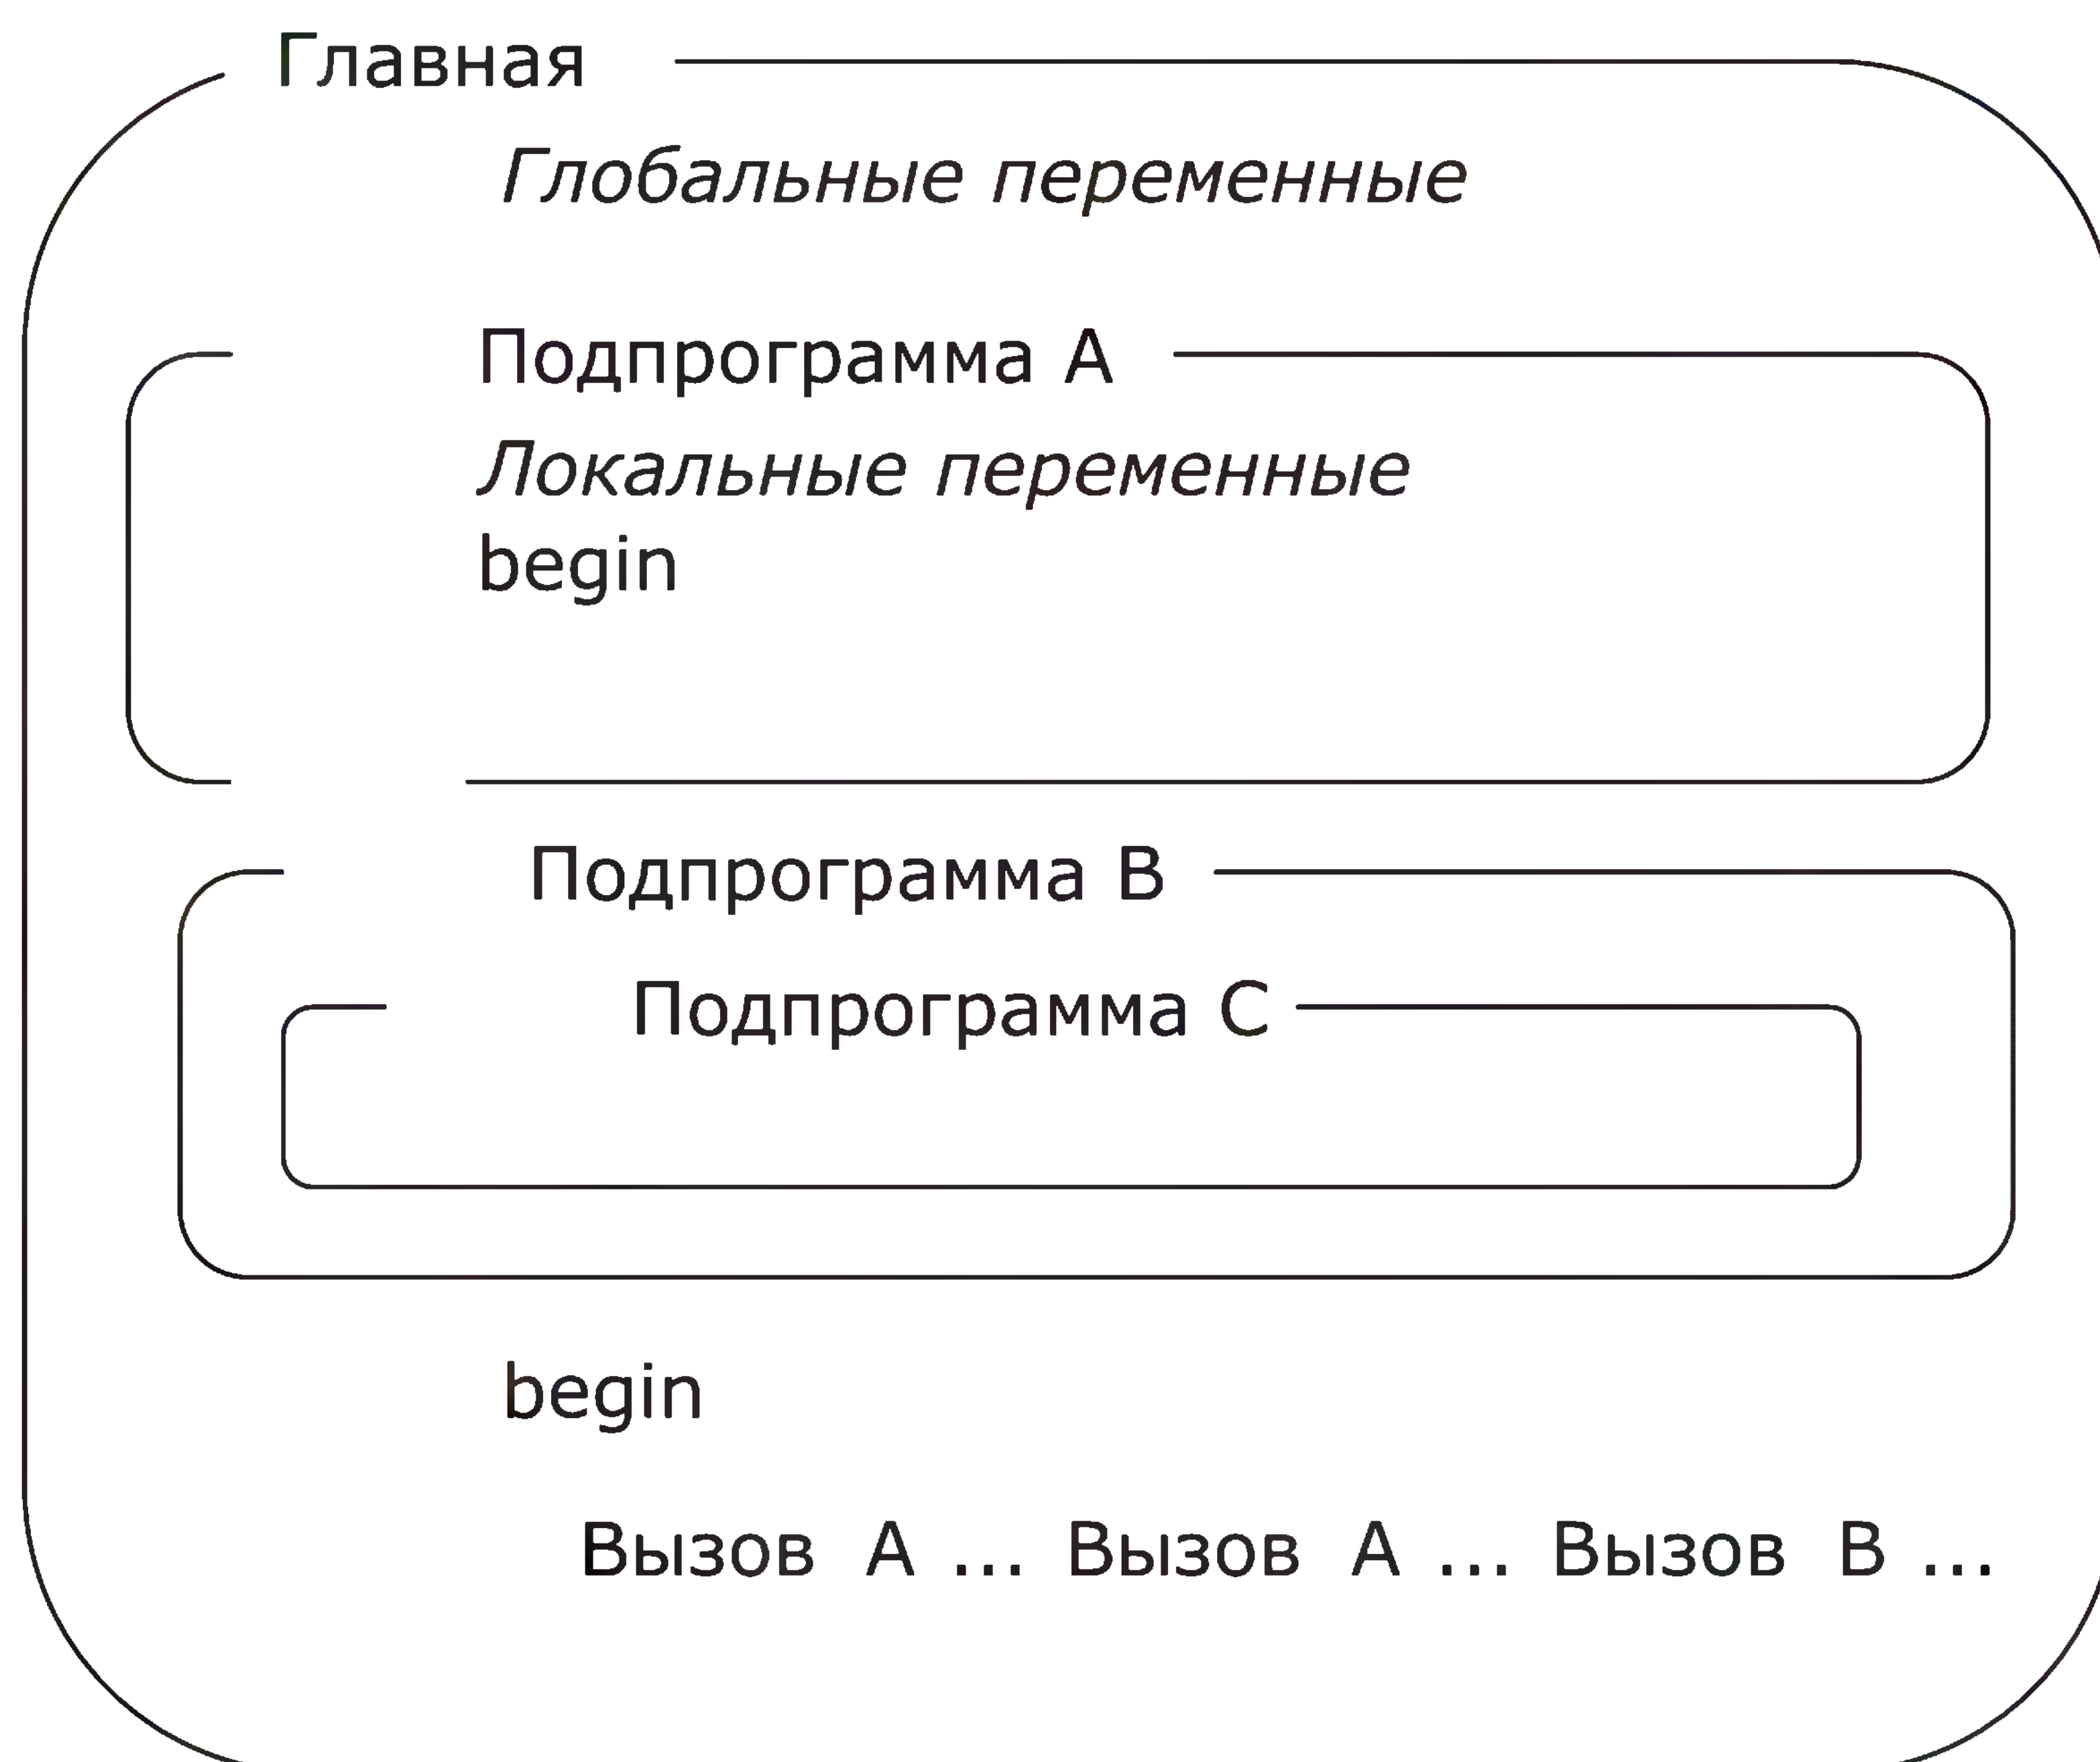 Главная
Глобальные переменные
Подпрограмма A
Локальные переменные
begin
Подпрограмма B
Подпрограмма C
begin
Вызов A ... Вызов A ... Вызов B ...